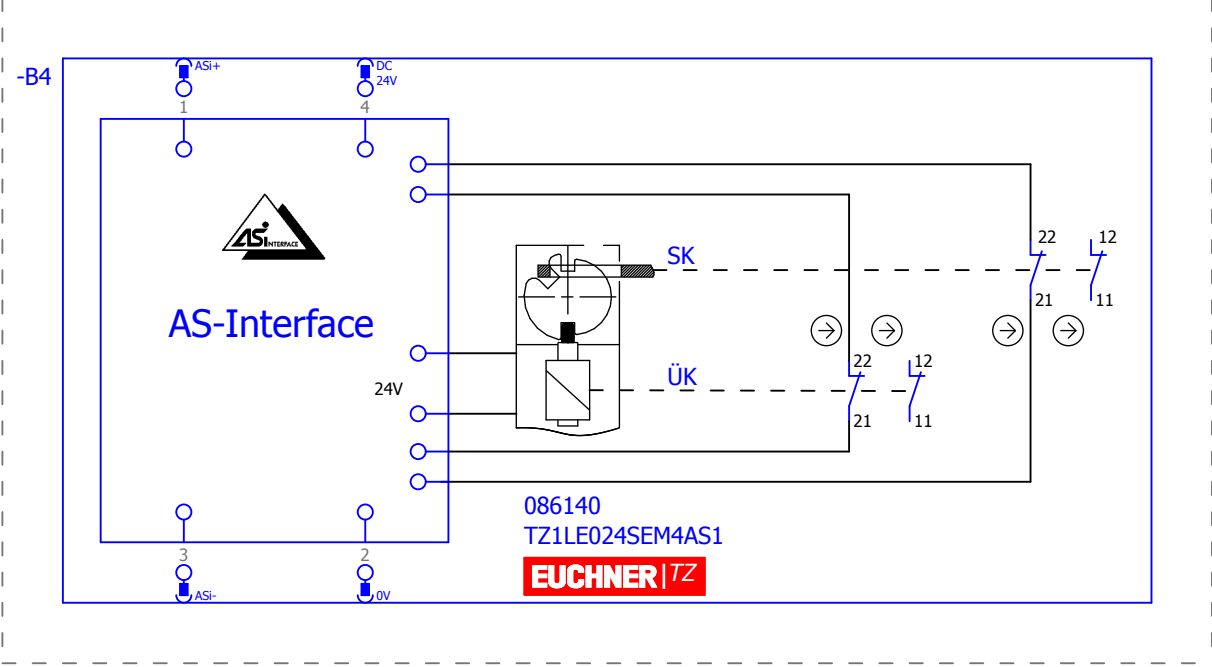 -B4
ASi+
DC
24V
1
4
ASi
INTERFACE
AS-Interface
SK
22
12
21
11
24V
ÜK
22
12
21
11
086140
TZ1LE024SEM4AS1
EUCHNER|TZ
3
2
ASi-
0V